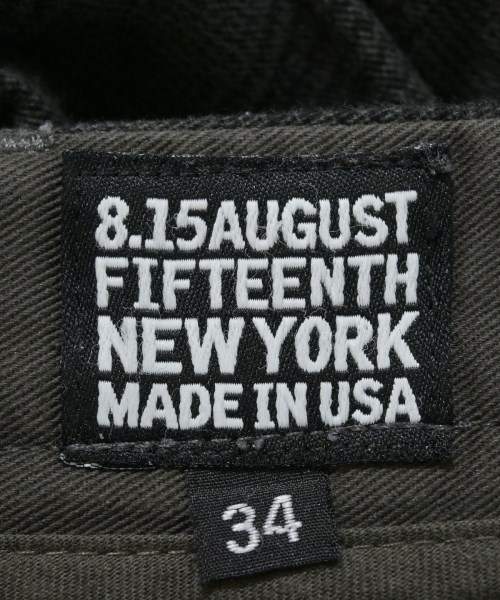 8.15AUGUST
FIFTEENTH
NEW YORK
MADE IN USA
34